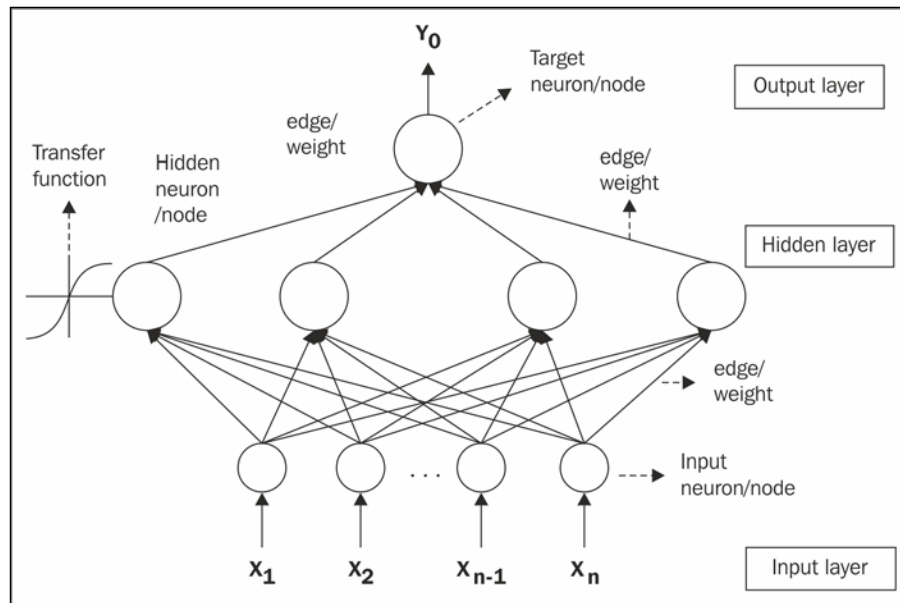 Y0
Target
neuron/node
Output layer
edge/
weight
Transfer
function
Hidden
neuron
/node
edge/
weight
Hidden layer
edge/
weight
. . .
Input
neuron/node
X1
X2
Xn-1
Xn
Input layer